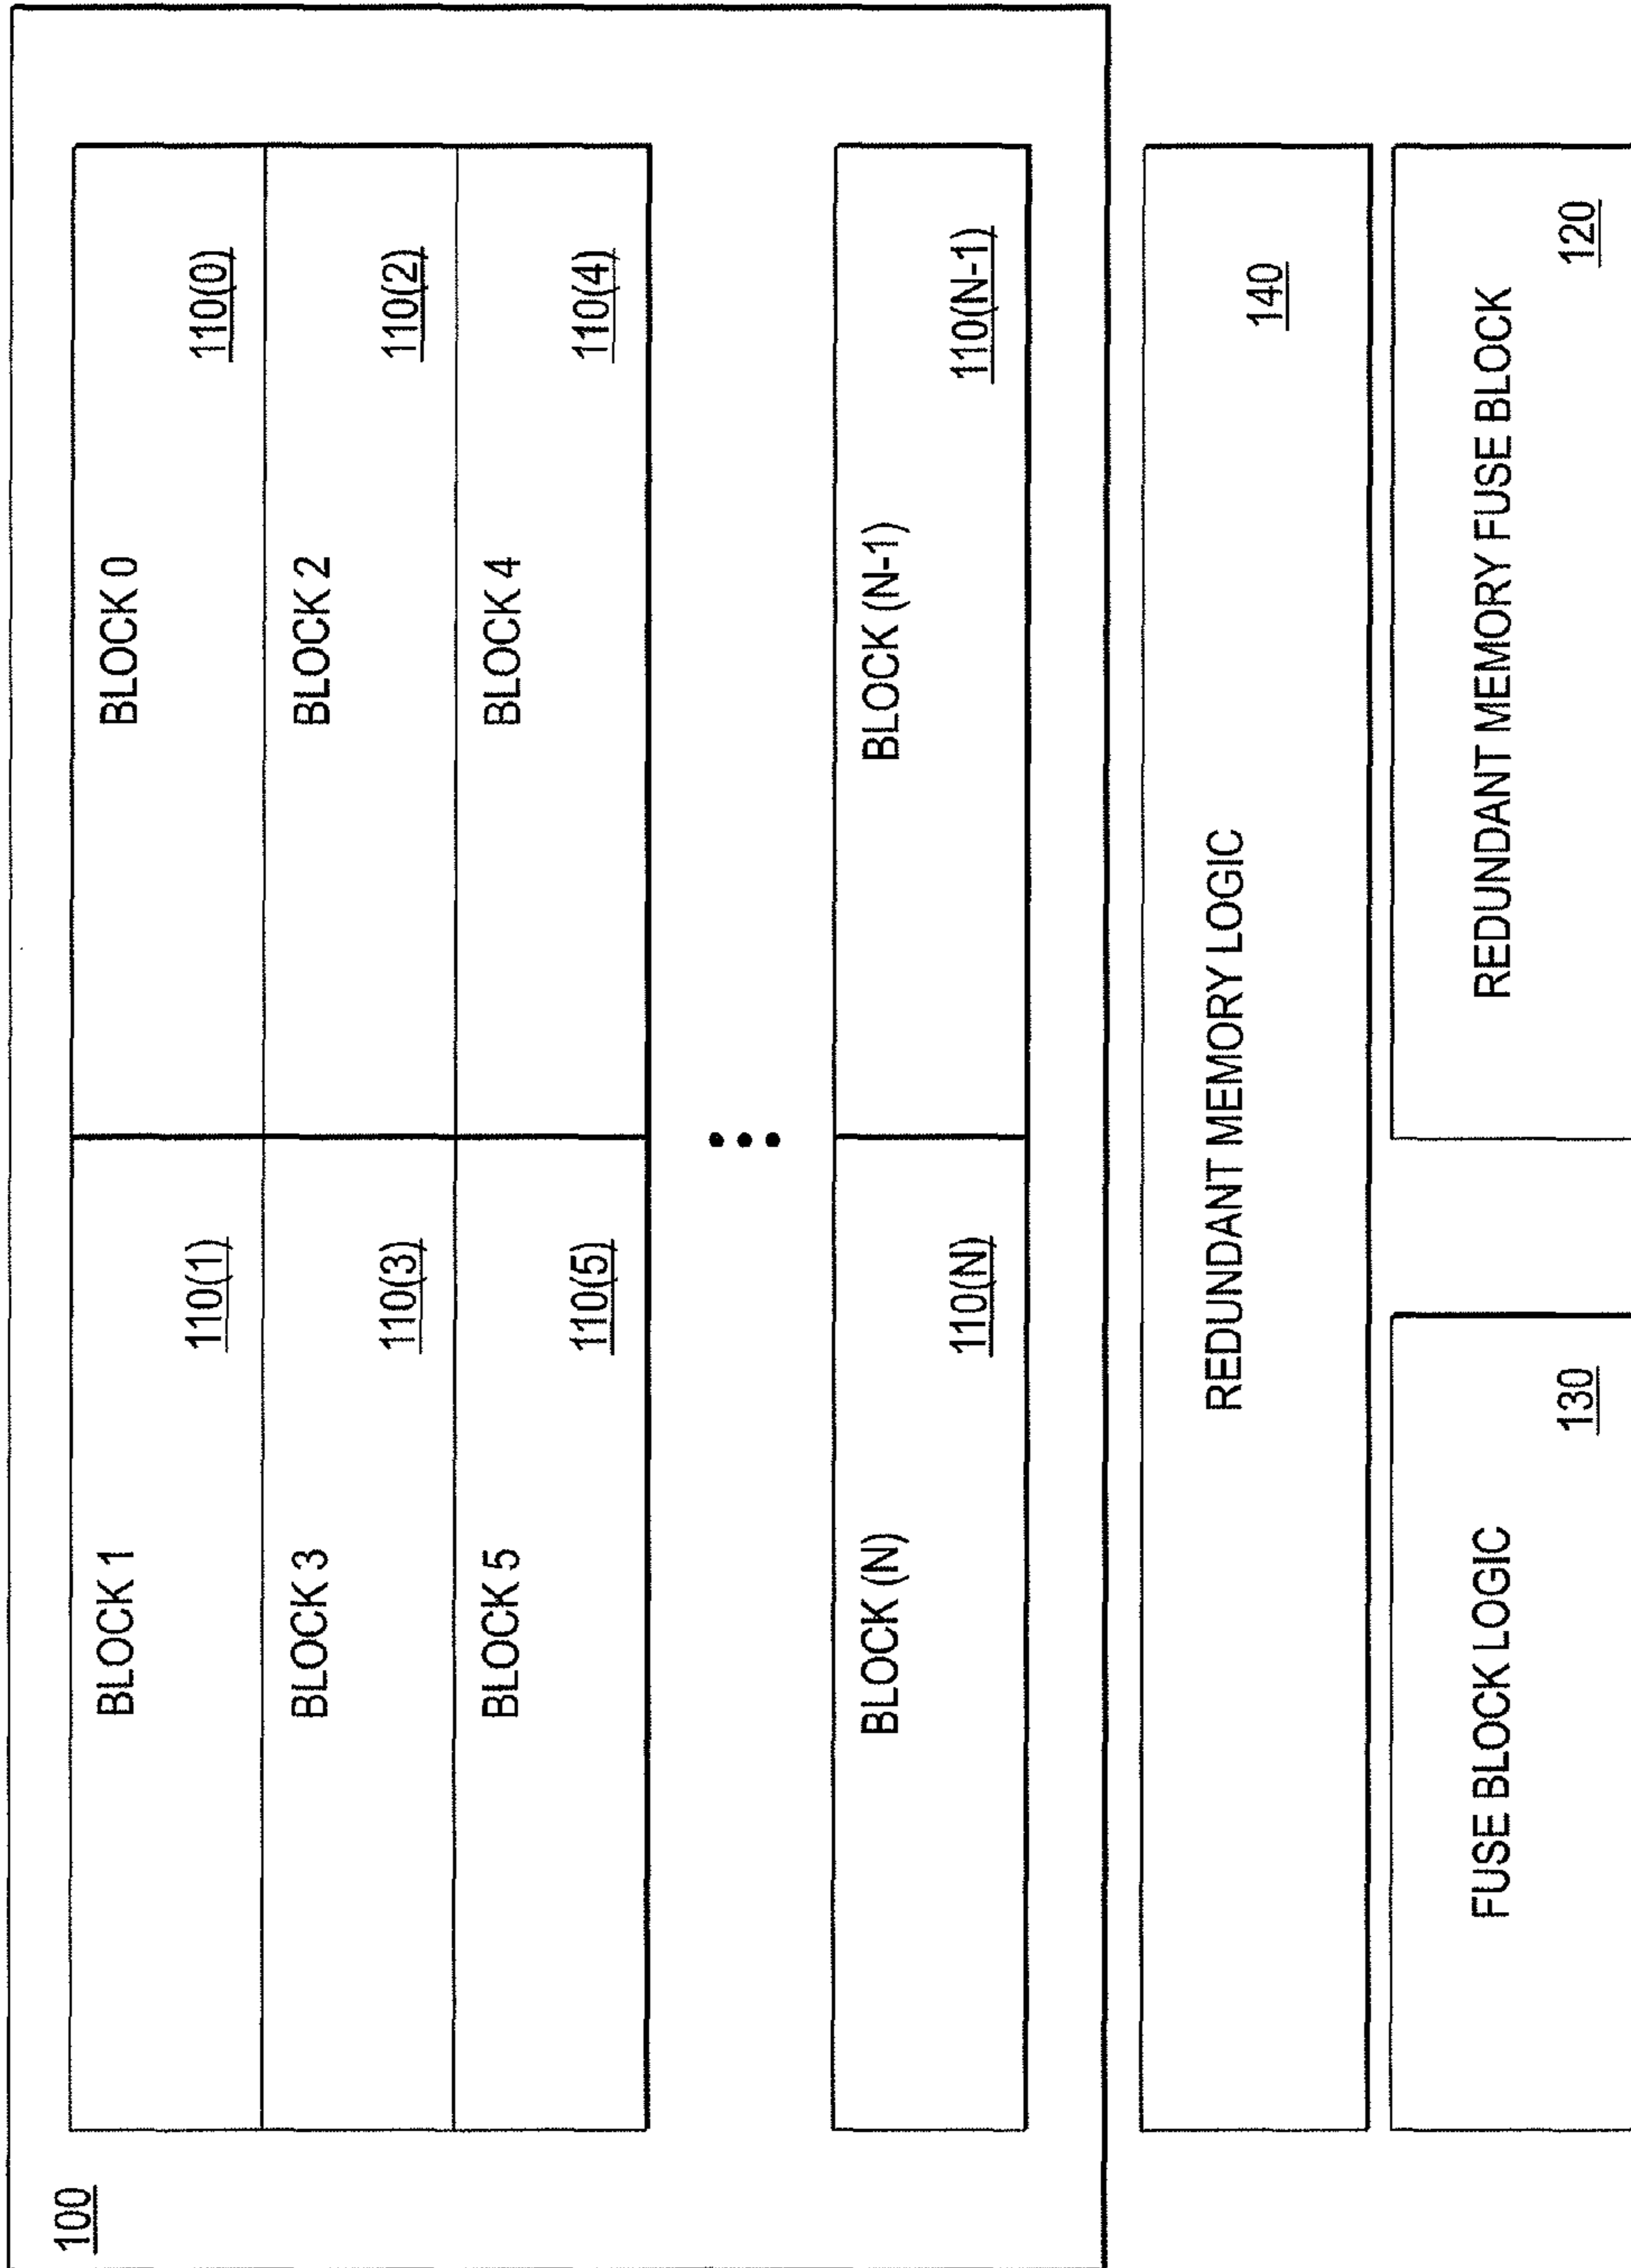 100
BLOCK 1
BLOCK 0
110(1)
110(0)
BLOCK 3
BLOCK 2
110(3)
110(2)
BLOCK 5
BLOCK 4
110(5)
110(4)
BLOCK (N)
BLOCK (N-1)
110(N)
110(N-1)
REDUNDANT MEMORY LOGIC
140
FUSE BLOCK LOGIC
130
REDUNDANT MEMORY FUSE BLOCK
120